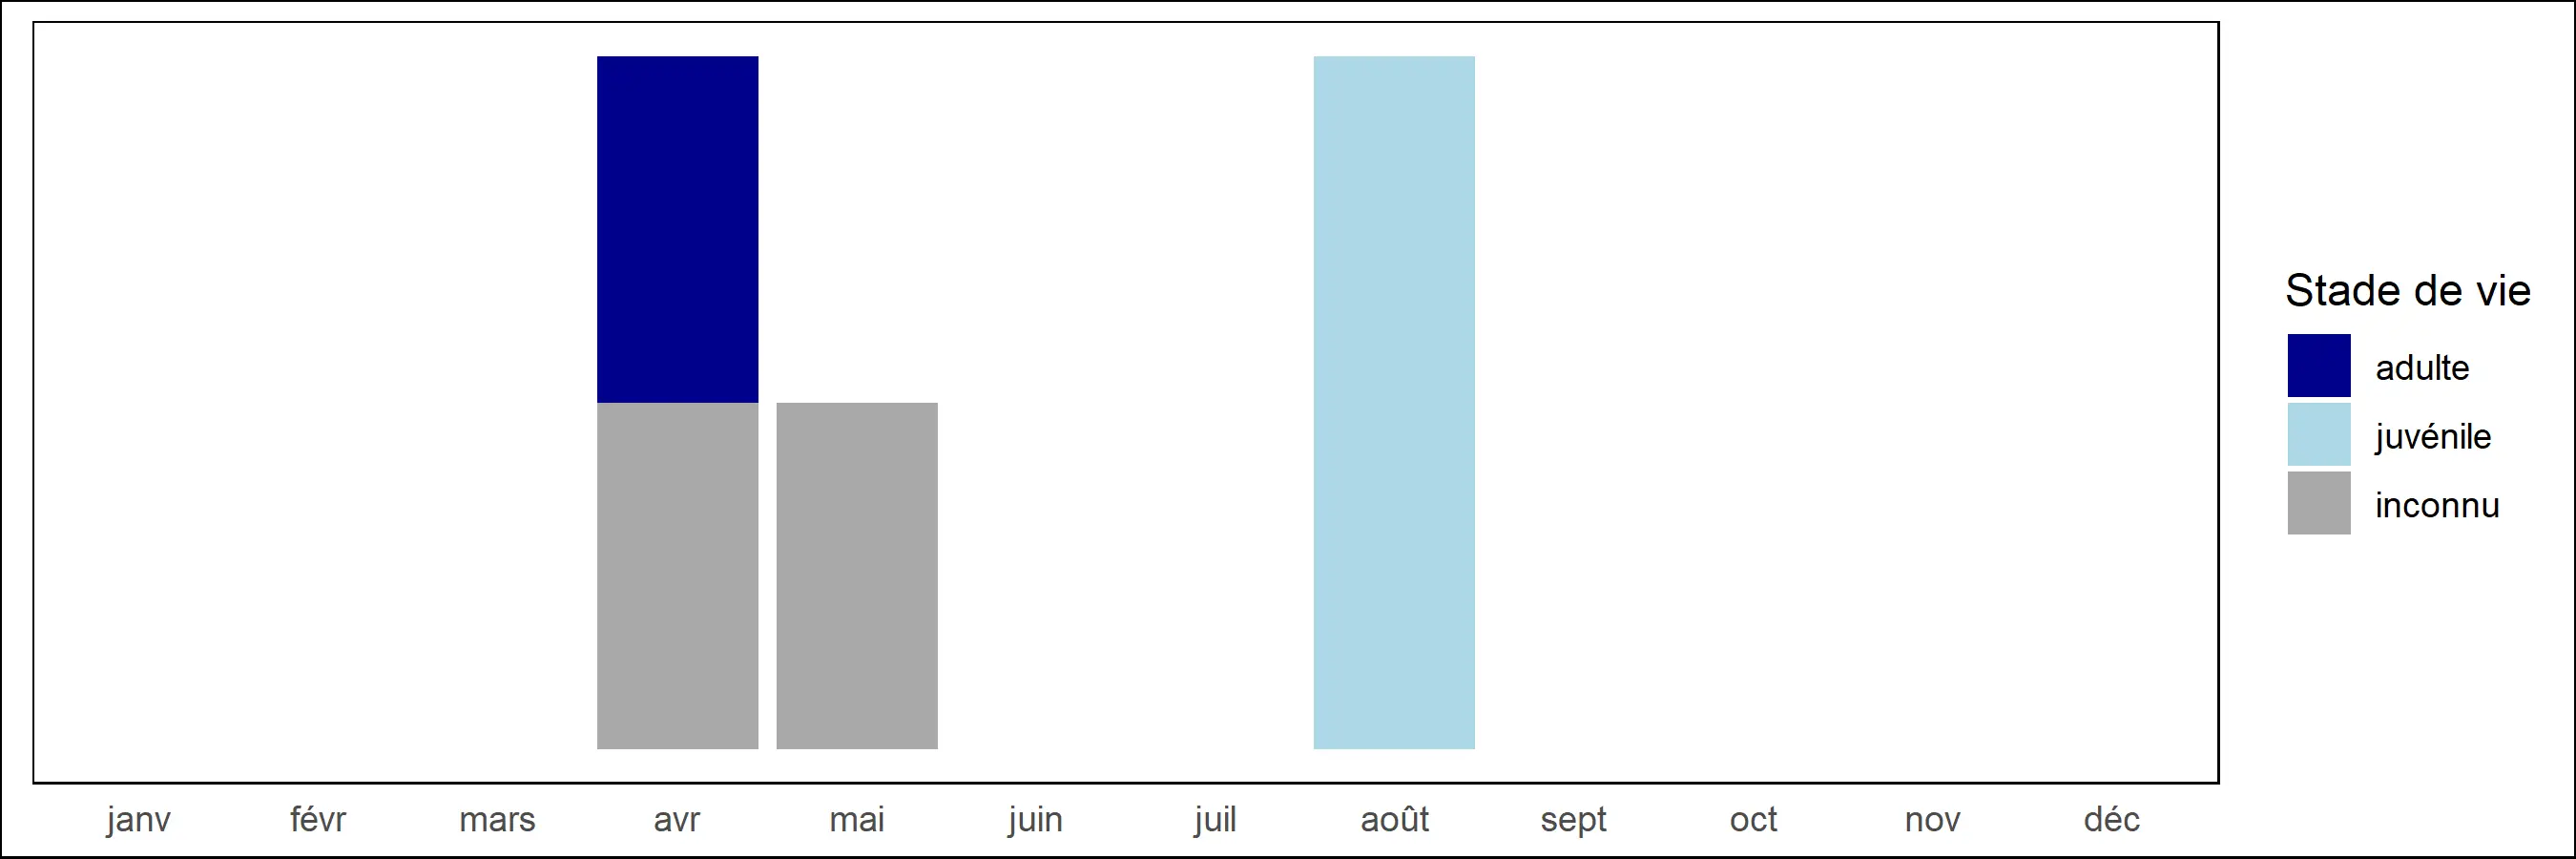 Stade de vie
adulte
juvénile
inconnu
janv févr mars avr mai juin juil août sept oct nov déc